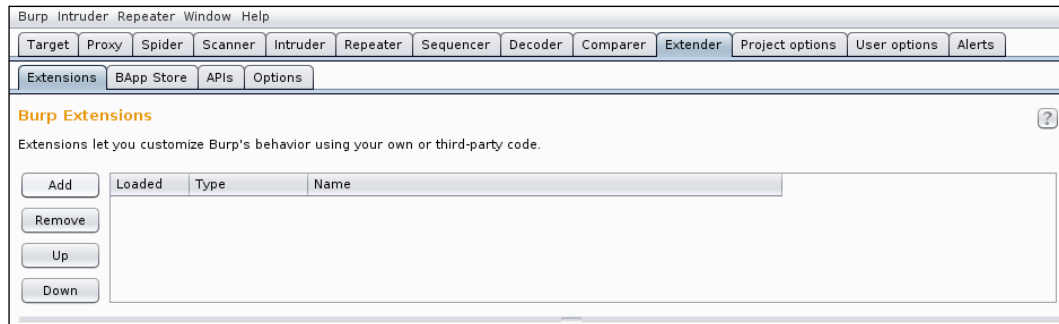 Burp Intruder Repeater Window Help
Target Proxy Spider Scanner Intruder Repeater Sequencer Decoder Comparer Extender Project options User options Alerts
Extensions BApp Store APIs Options
Burp Extensions
?
Extensions let you customize Burp's behavior using your own or third-party code.
Add Loaded Type Name
Remove
Up
Down